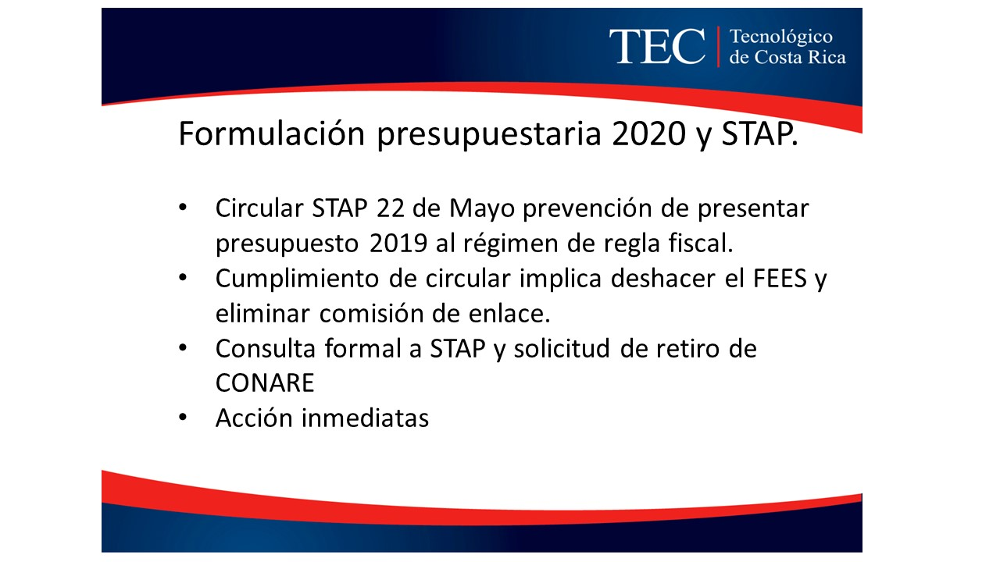 TEC | Tecnológico
de Costa Rica
Formulación presupuestaria 2020 y STAP.
• Circular STAP 22 de Mayo prevención de presentar
presupuesto 2019 al régimen de regla fiscal.
• Cumplimiento de circular implica deshacer el FEES y
eliminar comisión de enlace.
• Consulta formal a STAP y solicitud de retiro de
CONARE
• Acción inmediatas